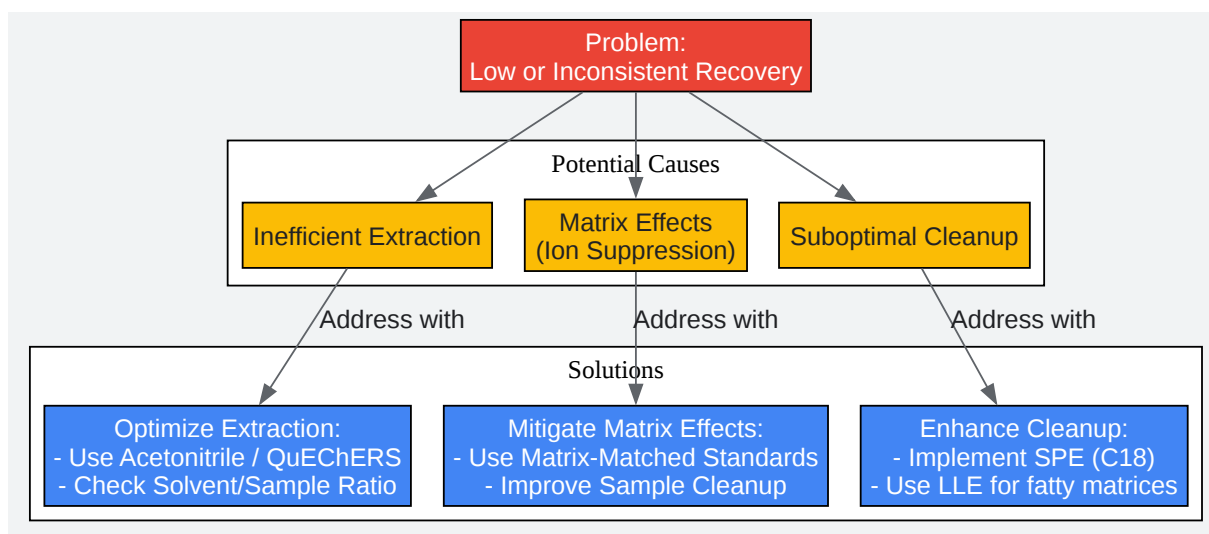 Problem:
Low or Inconsistent Recovery
Potential Causes
Inefficient Extraction
Matrix Effects
(Ion Suppression)
Suboptimal Cleanup
Address with
Address with
Address with
Solutions
Optimize Extraction:
- Use Acetonitrile / QuEChERS
- Check Solvent/Sample Ratio
Mitigate Matrix Effects:
- Use Matrix-Matched Standards
- Improve Sample Cleanup
Enhance Cleanup:
- Implement SPE (C18)
- Use LLE for fatty matrices